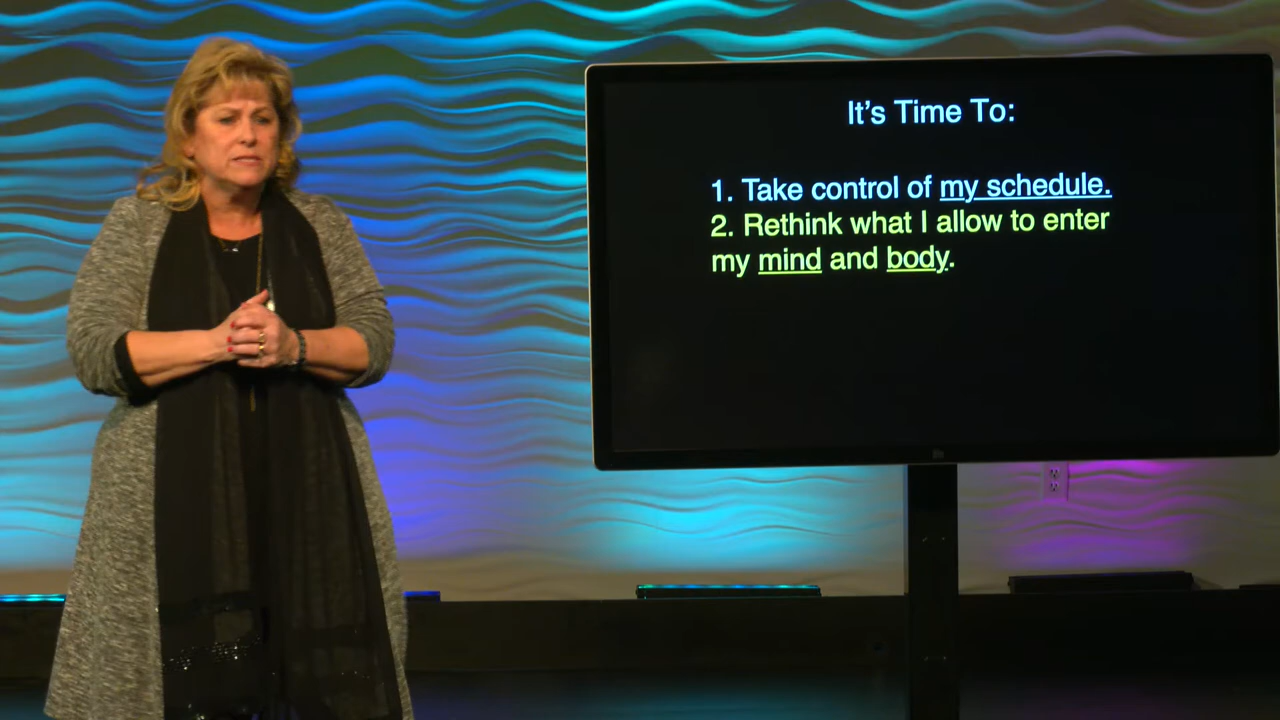 It’s Time To:
1. Take control of my schedule.
2. Rethink what I allow to enter
my mind and body.